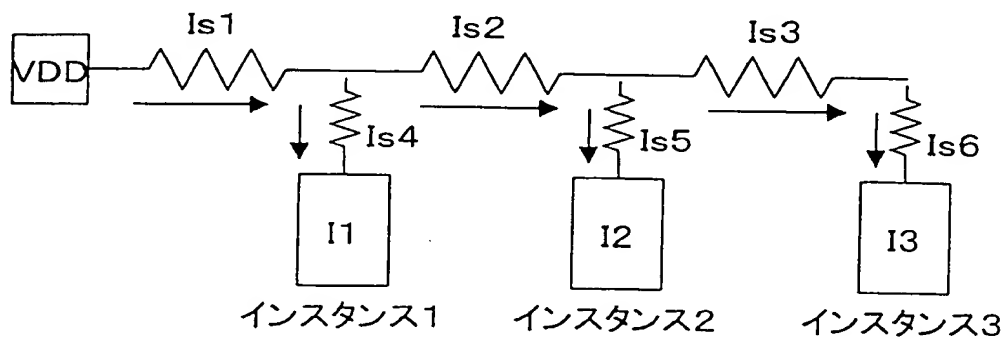 Is1
Is2
Is3
VDD
Is4
Is5
Is6
I1
I2
I3
インスタンス1
インスタンス2
インスタンス3